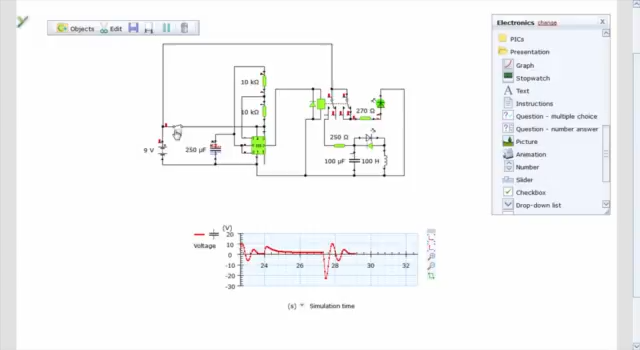 Objects
Edit
Electronics change
X
PICs
Presentation
Graph
Stopwatch
Text
Instructions
Question - multiple choice
Question - number answer
Picture
Animation
Number
Slider
Checkbox
Drop-down list
10 kΩ
10 kΩ
270 Ω
9 V
250 µF
250 Ω
100 µF
100 H
(V)
Voltage
20
10
0
-10
-20
-30
24
26
28
30
32
(s)
Simulation time